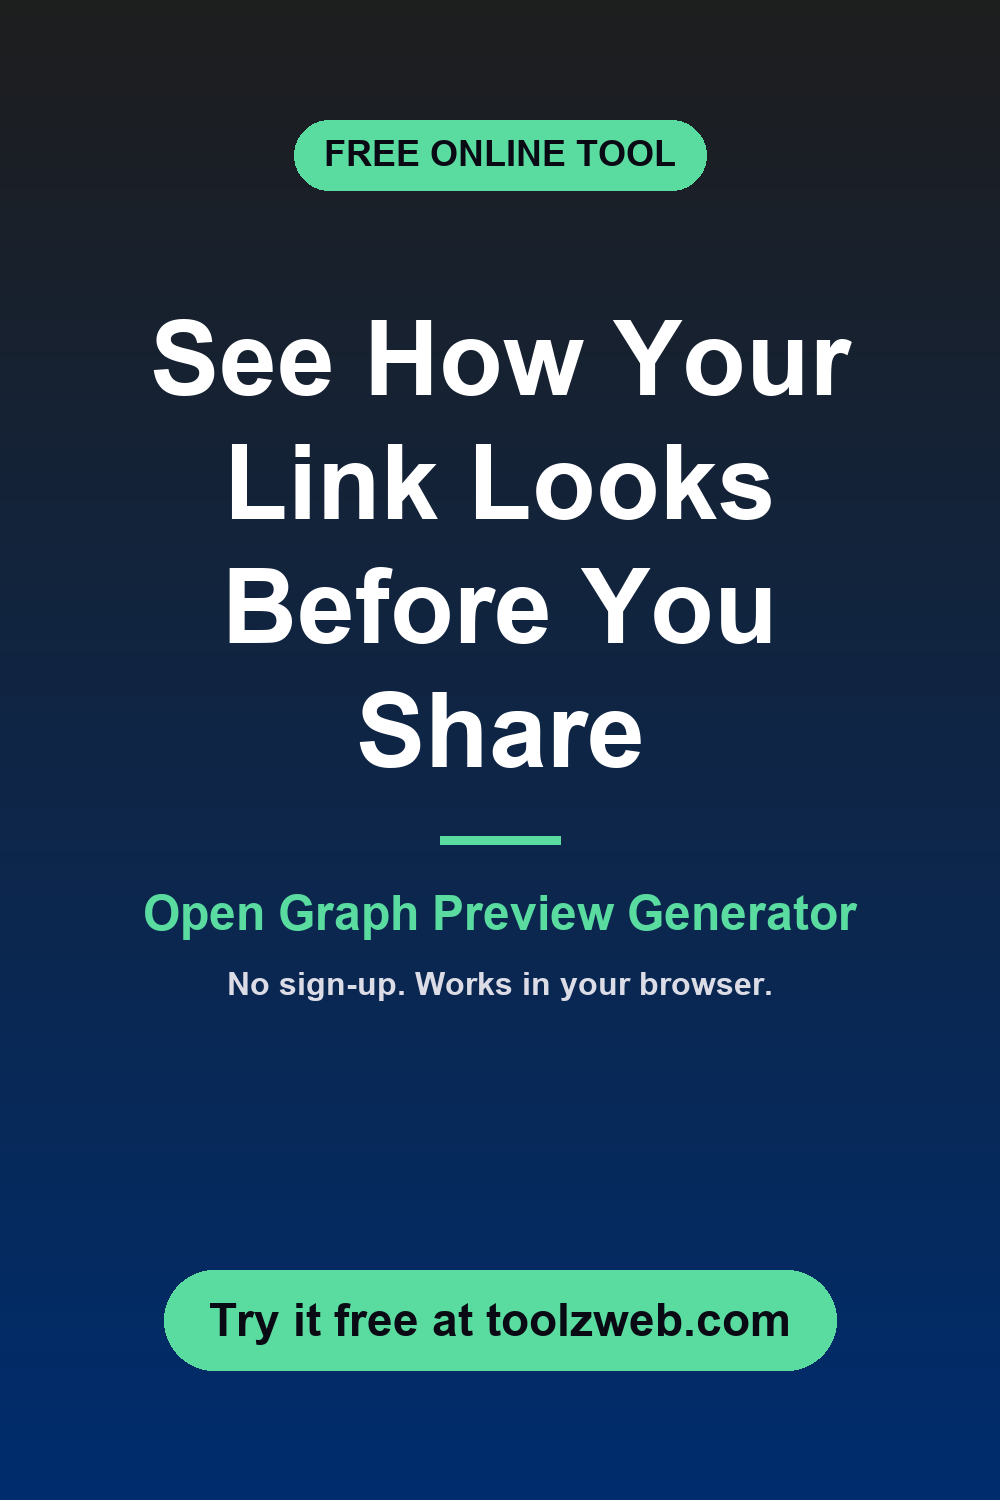 FREE ONLINE TOOL
See How Your
Link Looks
Before You
Share
Open Graph Preview Generator
No sign-up. Works in your browser.
Try it free at toolzweb.com